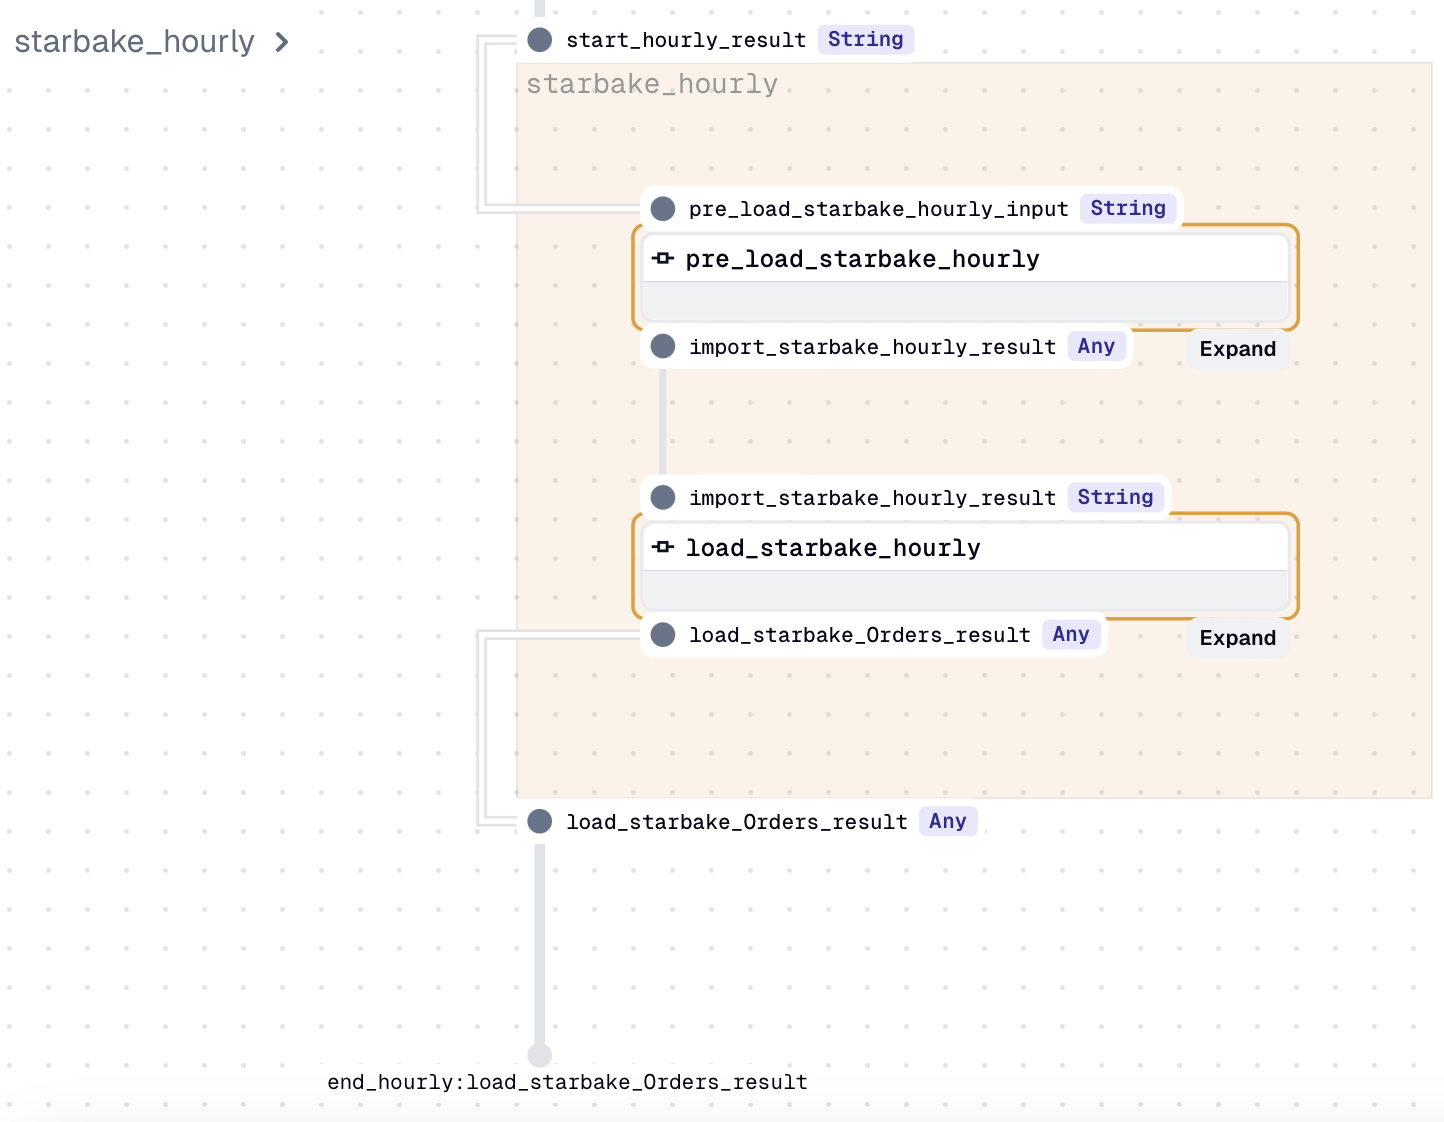 starbake_hourly
start_hourly_result String
starbake_hourly
pre_load_starbake_hourly_input String
pre_load_starbake_hourly
import_starbake_hourly_result Any
Expand
import_starbake_hourly_result String
load_starbake_hourly
load_starbake_Orders_result Any
Expand
load_starbake_Orders_result Any
end_hourly:load_starbake_Orders_result